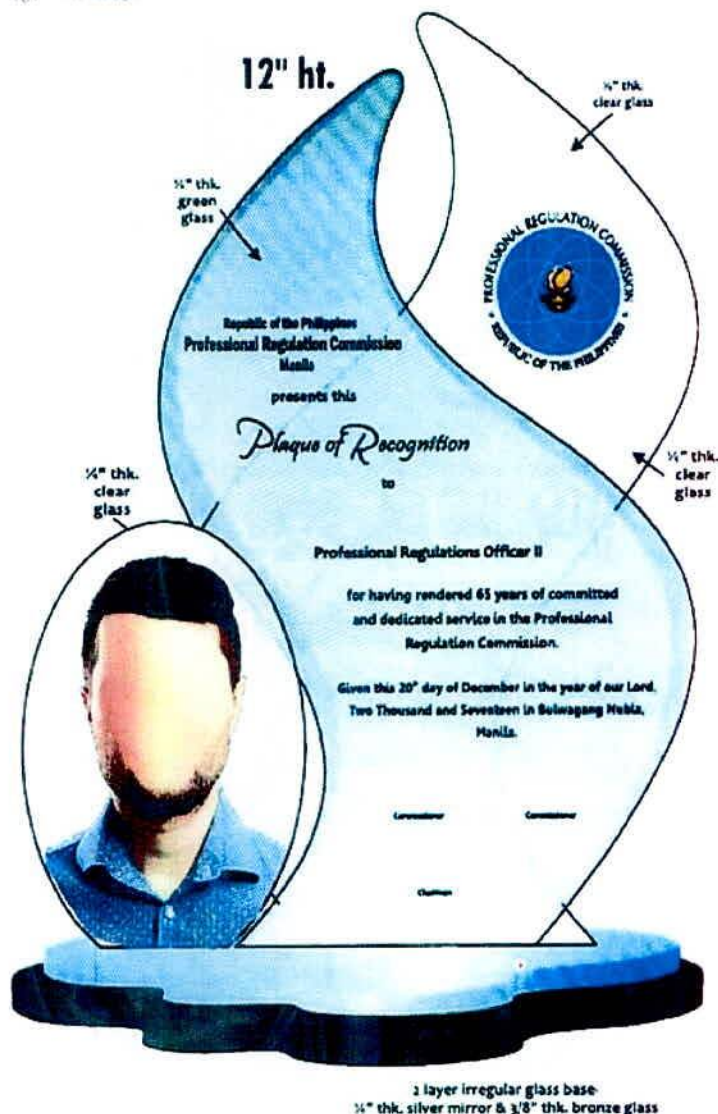 12" ht.
¼" thk.
clear glass
¼" thk.
green
glass
PROFESSIONAL REGULATION COMMISSION
REPUBLIC OF THE PHILIPPINES
Republic of the Philippines
Professional Regulation Commission
Manila
presents this
Plaque of Recognition
to
¼" thk.
clear
glass
¼" thk.
clear
glass
Professional Regulations Officer II
for having rendered 65 years of committed
and dedicated service in the Professional
Regulation Commission.
Given this 20" day of December in the year of our Lord,
Two Thousand and Seventeen in Bulwagang Nubla,
Manila.
Commissioner Commissioner
Chairman
2 layer irregular glass base-
¼" thk. silver mirror & 3/8" thk. bronze glass